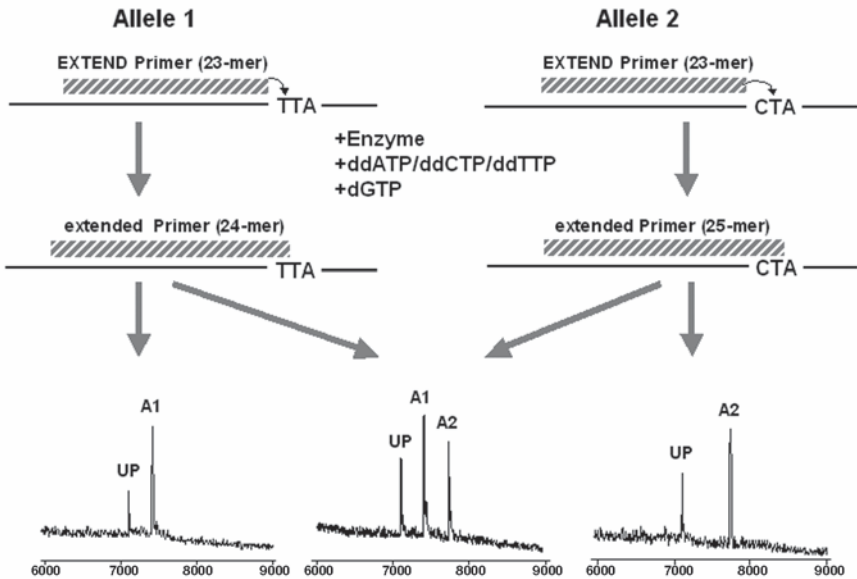 Allele 1
Allele 2
EXTEND Primer (23-mer)
EXTEND Primer (23-mer)
TTA
CTA
+Enzyme
+ddATP/ddCTP/ddTTP
+dGTP
extended Primer (24-mer)
extended Primer (25-mer)
TTA
CTA
UP
A1
UP
A1
A2
UP
A2
6000 7000 8000 9000
6000 7000 8000 9000
6000 7000 8000 9000